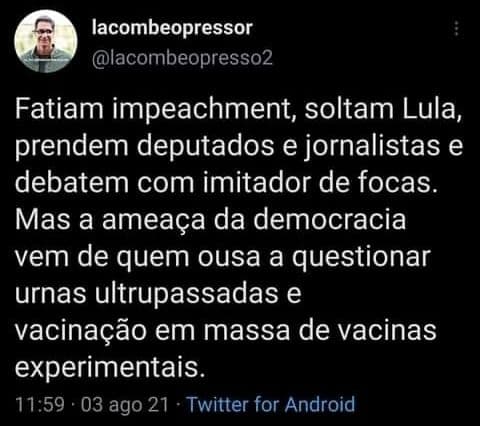 lacombeopressor
@lacombeopresso2
Fatiam impeachment, soltam Lula,
prendem deputados e jornalistas e
debatem com imitador de focas.
Mas a ameaça da democracia
vem de quem ousa a questionar
urnas ultrupassadas e
vacinação em massa de vacinas
experimentais.
11:59 · 03 ago 21 · Twitter for Android